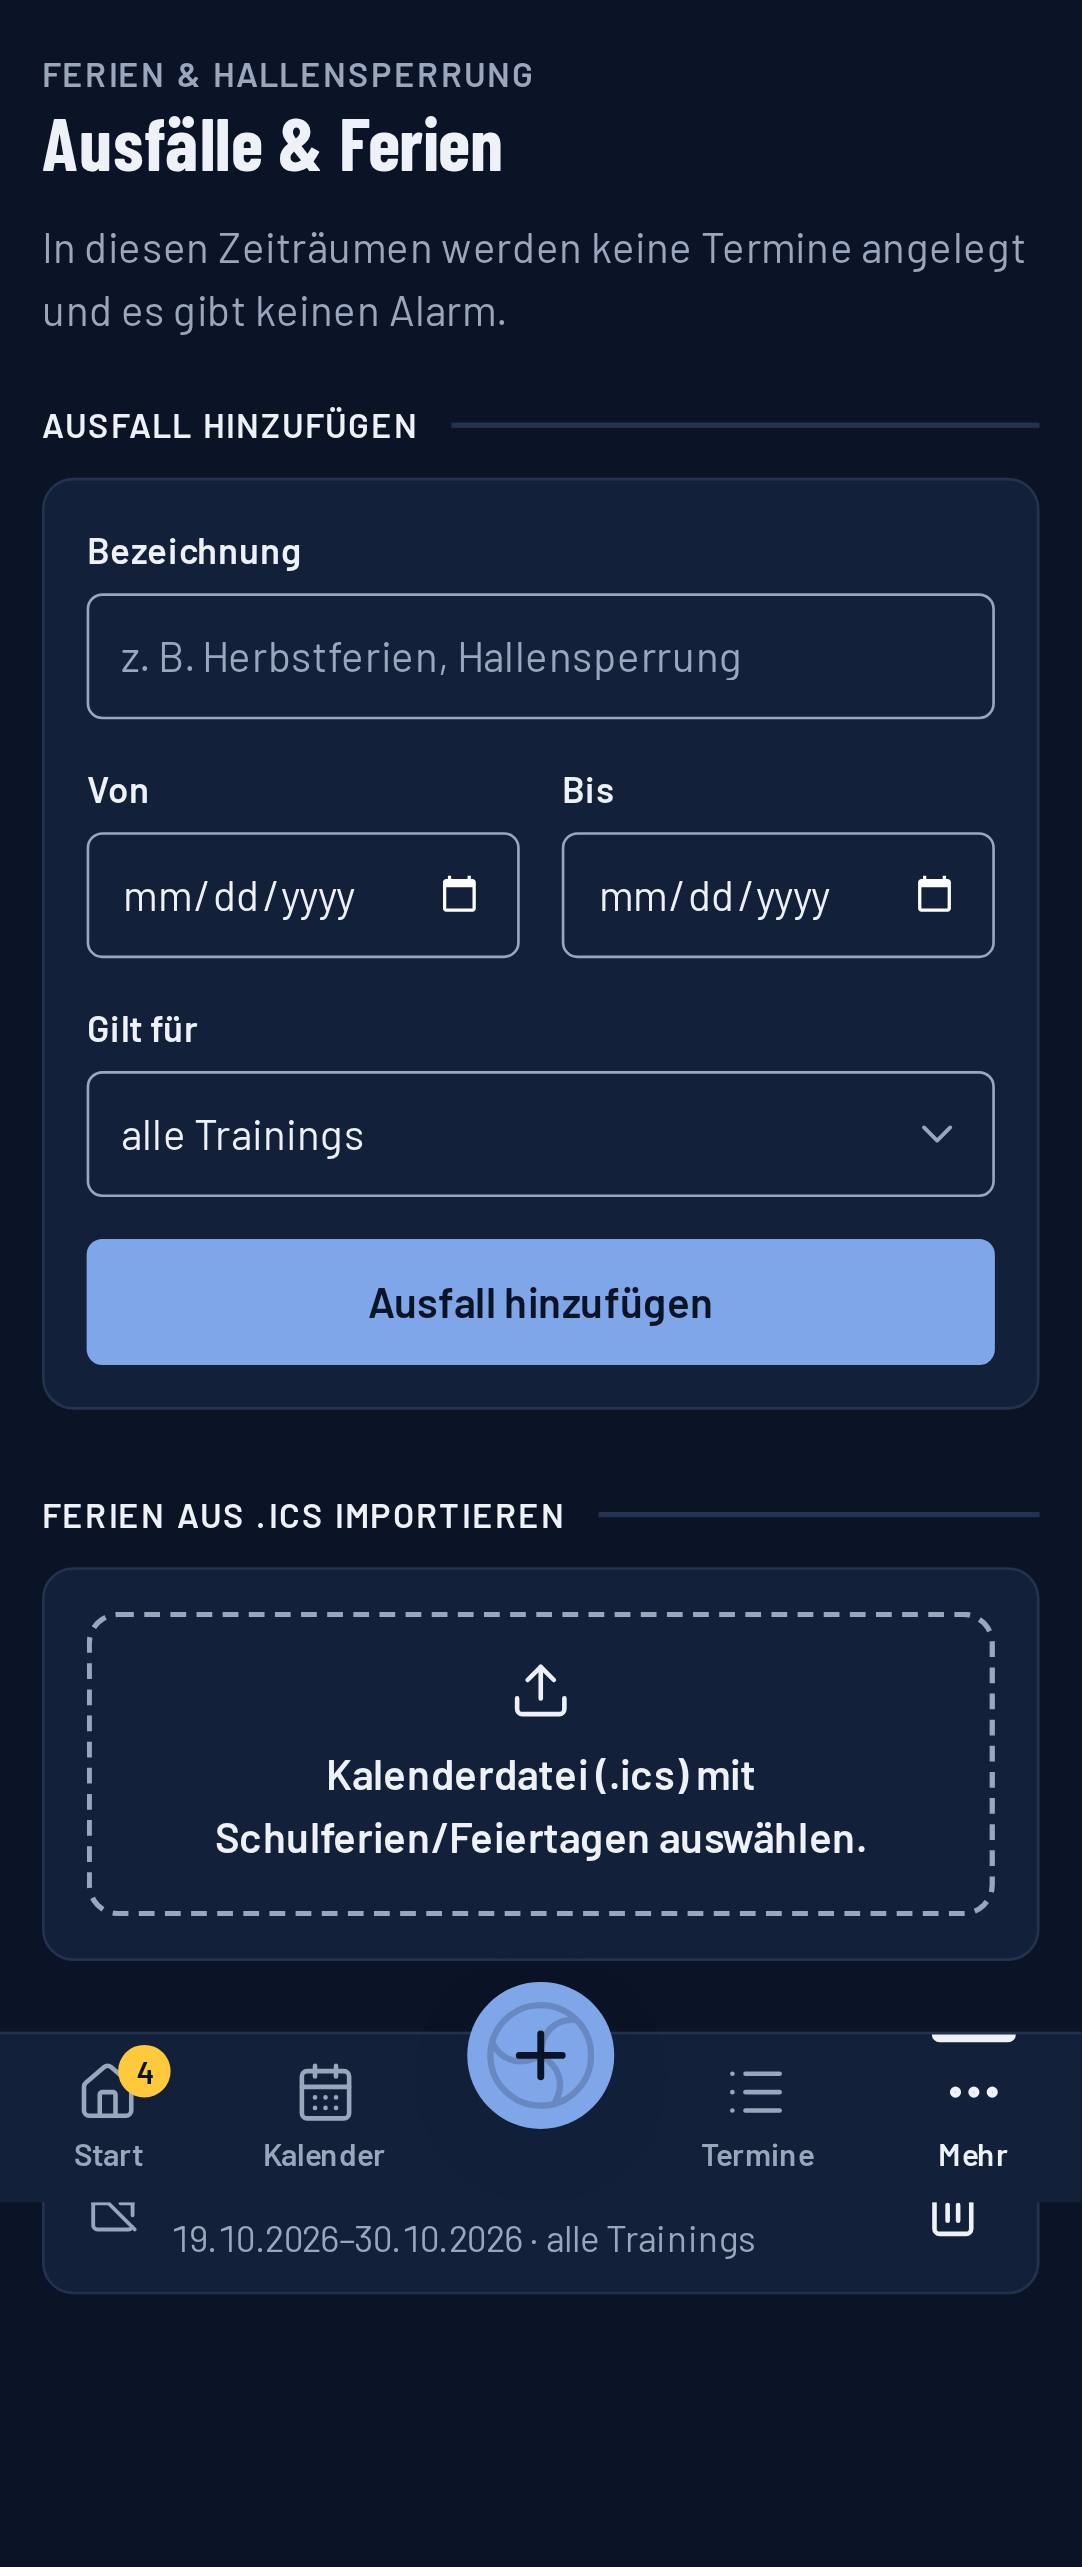 FERIEN & HALLENSPERRUNG
Ausfälle & Ferien
In diesen Zeiträumen werden keine Termine angelegt
und es gibt keinen Alarm.
AUSFALL HINZUFÜGEN
Bezeichnung
z. B. Herbstferien, Hallensperrung
Von
Bis
mm/dd/yyyy
mm/dd/yyyy
Gilt für
alle Trainings
Ausfall hinzufügen
FERIEN AUS .ICS IMPORTIEREN
Kalenderdatei (.ics) mit
Schulferien/Feiertagen auswählen.
4
Start
Kalender
Termine
Mehr
19.10.2026–30.10.2026 · alle Trainings